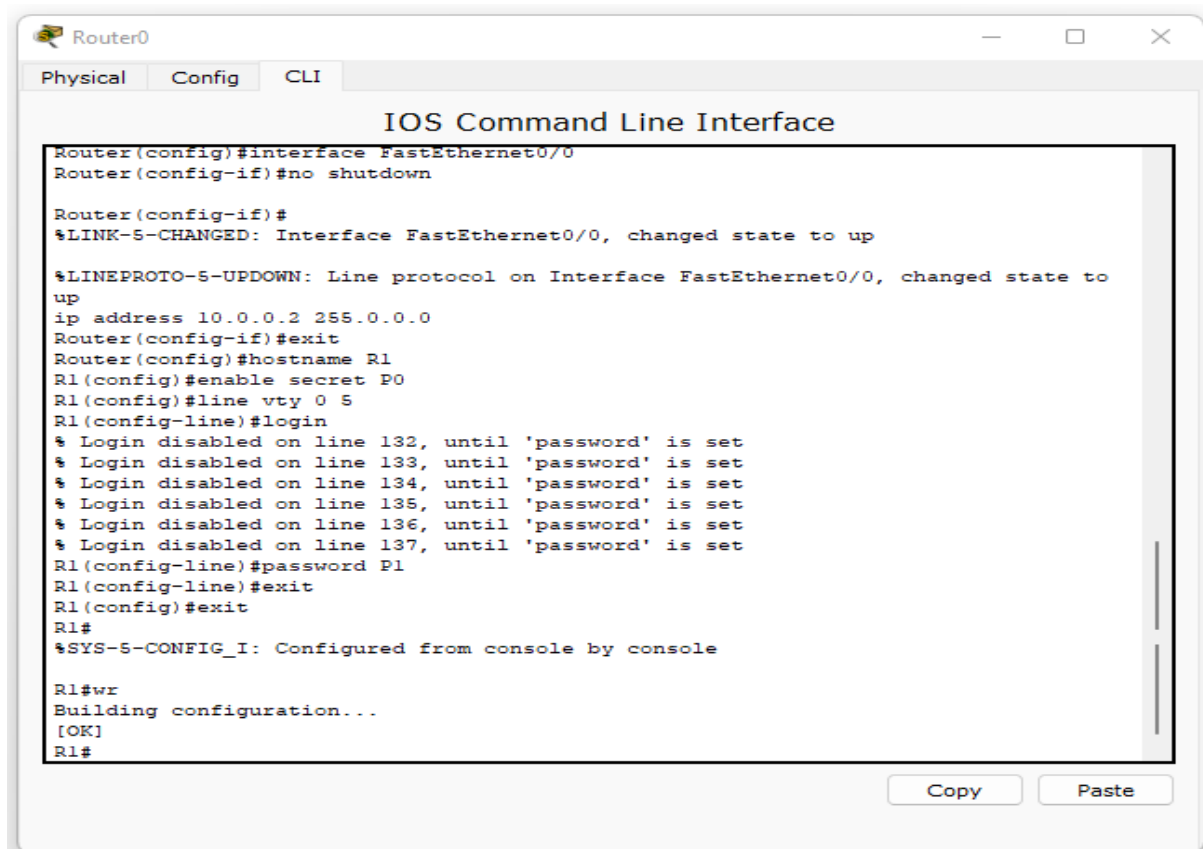 Router0
Physical Config CLI
IOS Command Line Interface
Router(config)#interface FastEthernet0/0
Router(config-if)#no shutdown
Router(config-if)#
%LINK-5-CHANGED: Interface FastEthernet0/0, changed state to up
%LINEPROTO-5-UPDOWN: Line protocol on Interface FastEthernet0/0, changed state to
up
ip address 10.0.0.2 255.0.0.0
Router(config-if)#exit
Router(config)#hostname R1
R1(config)#enable secret P0
R1(config)#line vty 0 5
R1(config-line)#login
% Login disabled on line 132, until 'password' is set
% Login disabled on line 133, until 'password' is set
% Login disabled on line 134, until 'password' is set
% Login disabled on line 135, until 'password' is set
% Login disabled on line 136, until 'password' is set
% Login disabled on line 137, until 'password' is set
R1(config-line)#password P1
R1(config-line)#exit
R1(config)#exit
R1#
%SYS-5-CONFIG_I: Configured from console by console
R1#wr
Building configuration...
[OK]
R1#
Copy Paste